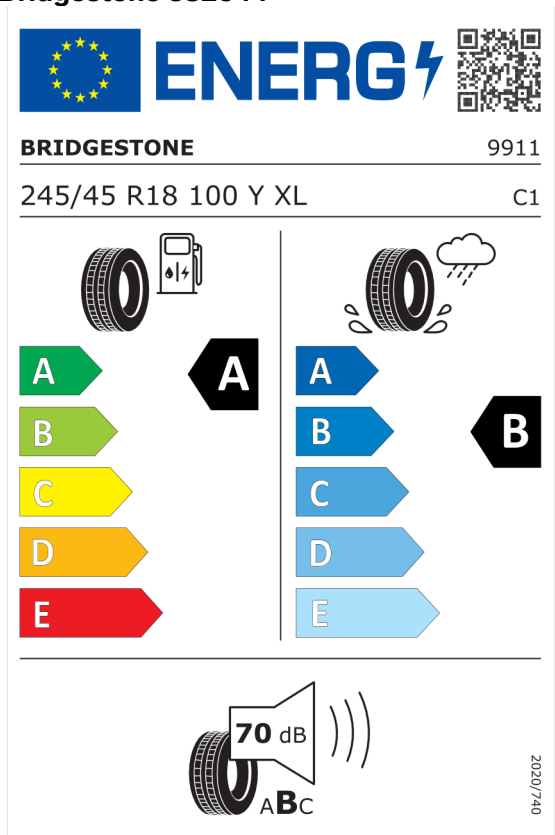 ENERG
BRIDGESTONE 9911
245/45 R18 100 Y XL C1
A A A
B B B
C C
D D
E E
70 dB
ABC
2020/740